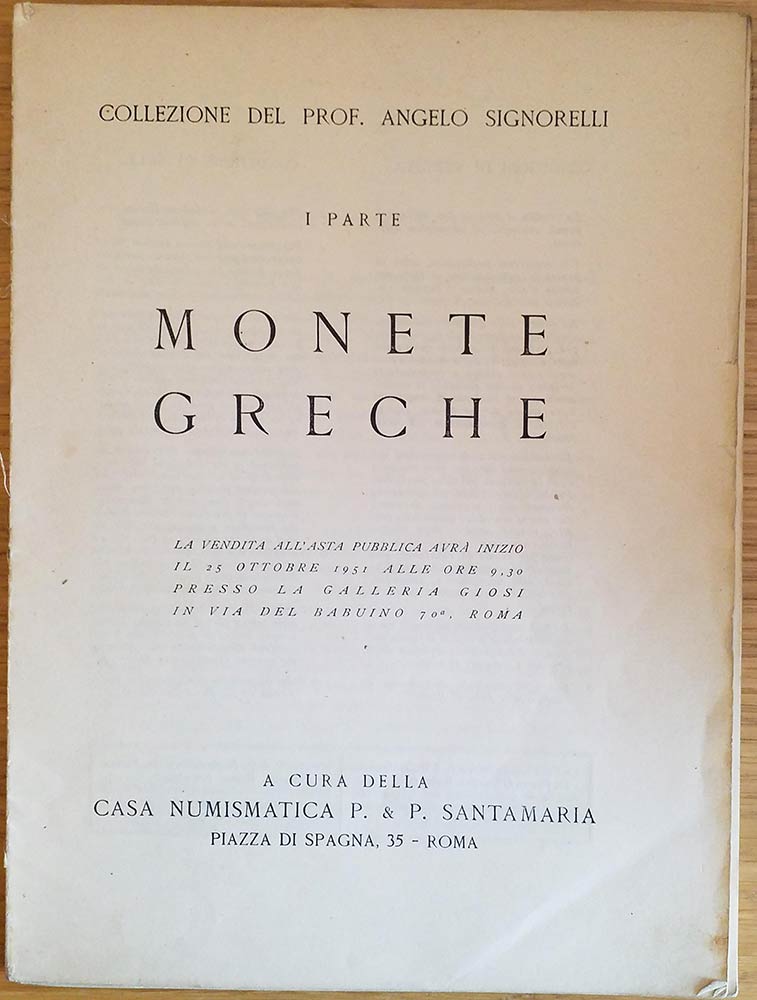 COLLEZIONE DEL PROF. ANGELO SIGNORELLI
I PARTE
MONETE
GRECHE
LA VENDITA ALL'ASTA PUBBLICA AVRÀ INIZIO
IL 25 OTTOBRE 1951 ALLE ORE 9,30
PRESSO LA GALLERIA GIOSI
IN VIA DEL BABUINO 70ª, ROMA
A CURA DELLA
CASA NUMISMATICA P. & P. SANTAMARIA
PIAZZA DI SPAGNA, 35 - ROMA